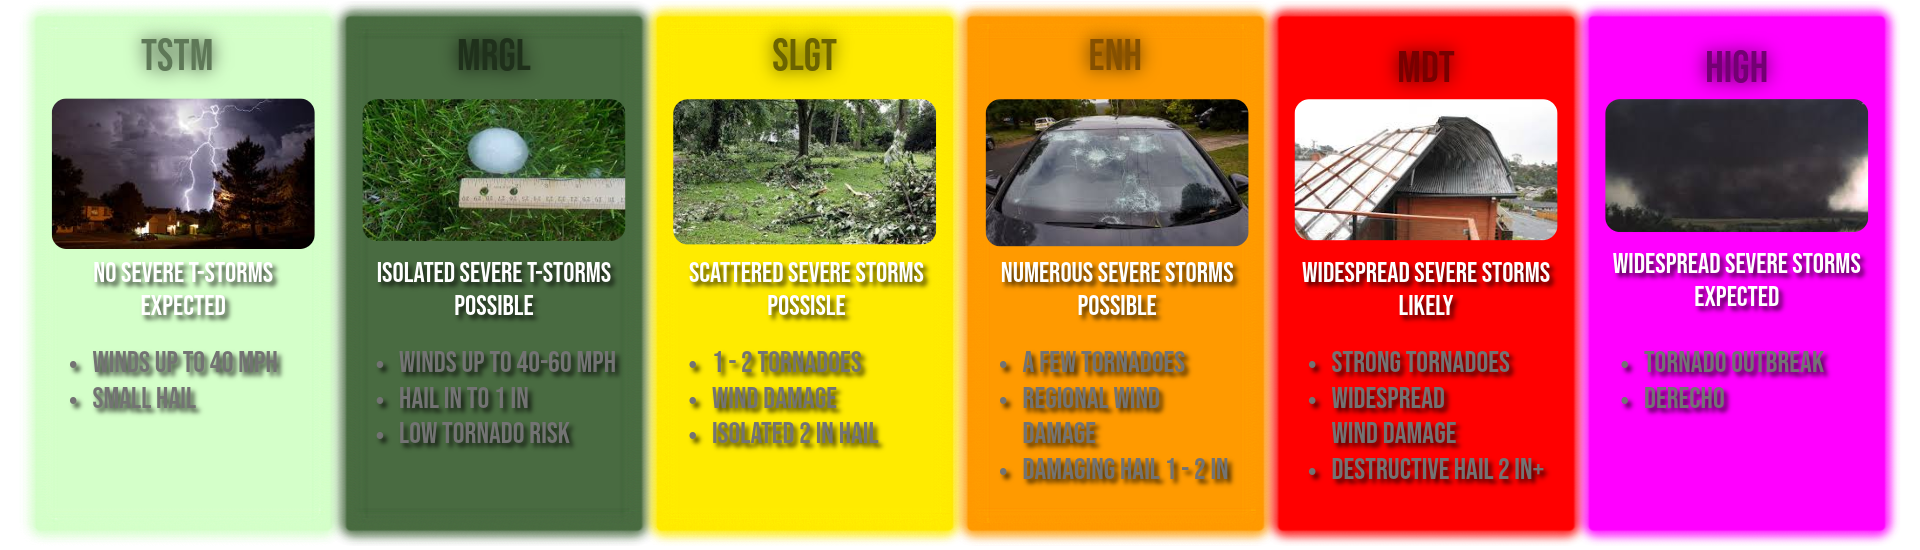 TSTM
NO SEVERE T-STORMS
EXPECTED
• WINDS UP TO 40 MPH
• SMALL HAIL
MRGL
ISOLATED SEVERE T-STORMS
POSSIBLE
• WINDS UP TO 40-60 MPH
• HAIL IN TO 1 IN
• LOW TORNADO RISK
SLGT
SCATTERED SEVERE STORMS
POSSISLE
• 1 - 2 TORNADOES
• WIND DAMAGE
• ISOLATED 2 IN HAIL
ENH
NUMEROUS SEVERE STORMS
POSSIBLE
• A FEW TORNADOES
• REGIONAL WIND
DAMAGE
• DAMAGING HAIL 1 - 2 IN
MDT
WIDESPREAD SEVERE STORMS
LIKELY
• STRONG TORNADOES
• WIDESPREAD
WIND DAMAGE
• DESTRUCTIVE HAIL 2 IN+
HIGH
WIDESPREAD SEVERE STORMS
EXPECTED
• TORNADO OUTBREAK
• DERECHO